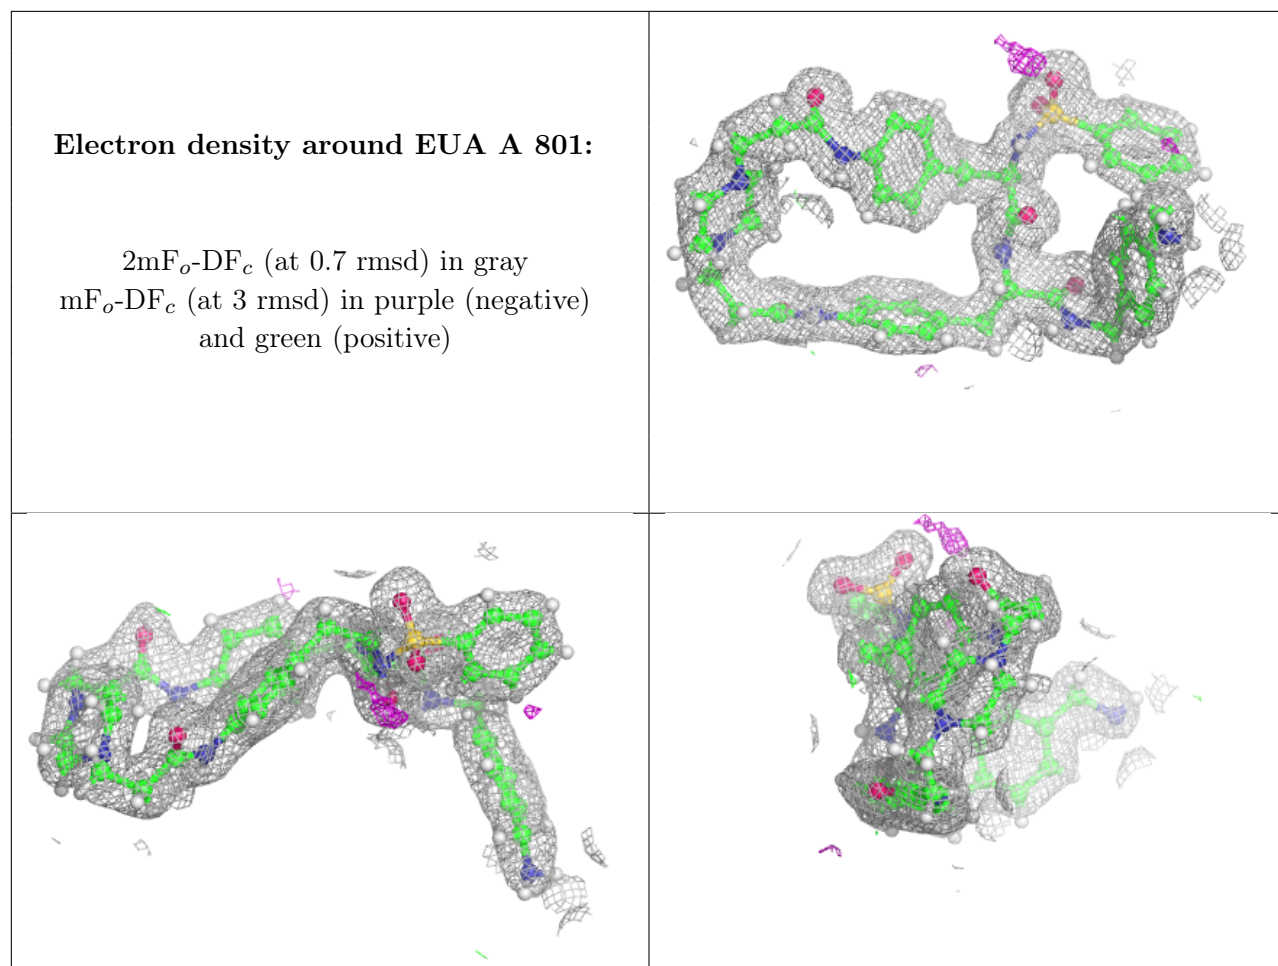 Electron density around EUA A 801:
2mFo-DFc (at 0.7 rmsd) in gray
mFo-DFc (at 3 rmsd) in purple (negative)
and green (positive)